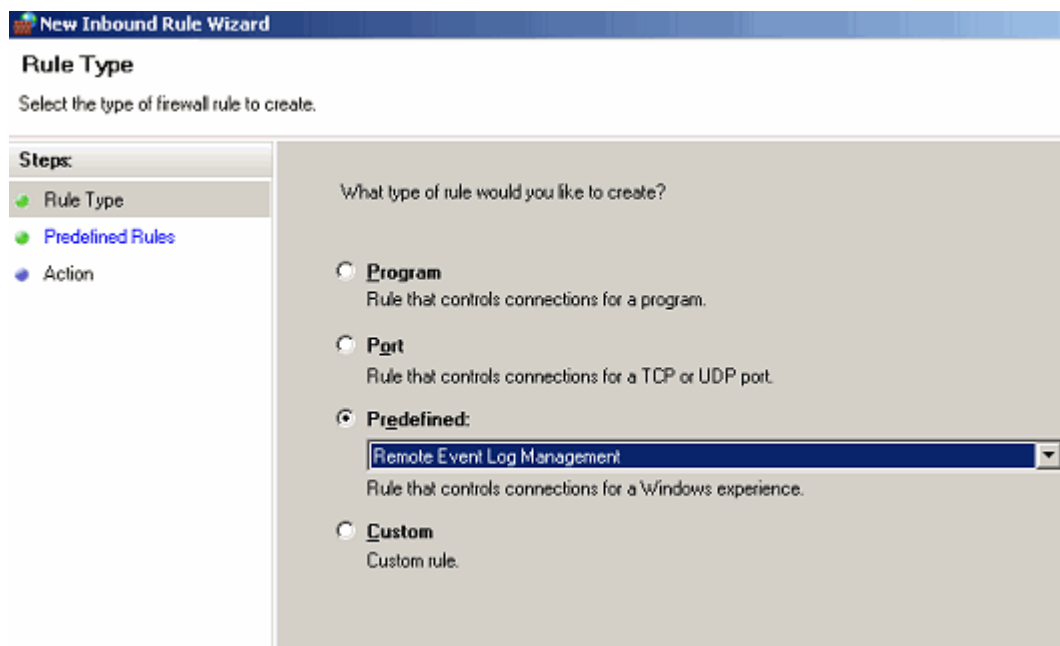 New Inbound Rule Wizard
Rule Type
Select the type of firewall rule to create.
Steps:
Rule Type
Predefined Rules
Action
What type of rule would you like to create?
Program
Rule that controls connections for a program.
Port
Rule that controls connections for a TCP or UDP port.
Predefined:
Remote Event Log Management
Rule that controls connections for a Windows experience.
Custom
Custom rule.